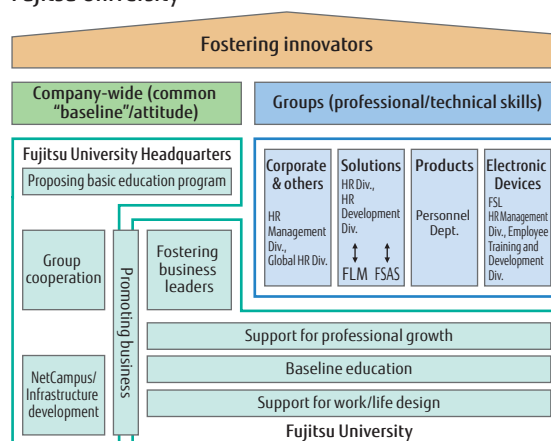 Fujitsu University
Fostering innovators
Company-wide (common
“baseline”/attitude)
Groups (professional/technical skills)
Fujitsu University Headquarters
Proposing basic education program
Group
cooperation
Promoting business
Fostering
business
leaders
NetCampus/
Infrastructure
development
Corporate
& others
HR
Management
Div.,
Global HR Div.
Solutions
HR Div.,
HR
Development
Div.
FLM FSAS
Products
Personnel
Dept.
Electronic
Devices
FSL
HR Management
Div., Employee
Training and
Development
Div.
Support for professional growth
Baseline education
Support for work/life design
Fujitsu University